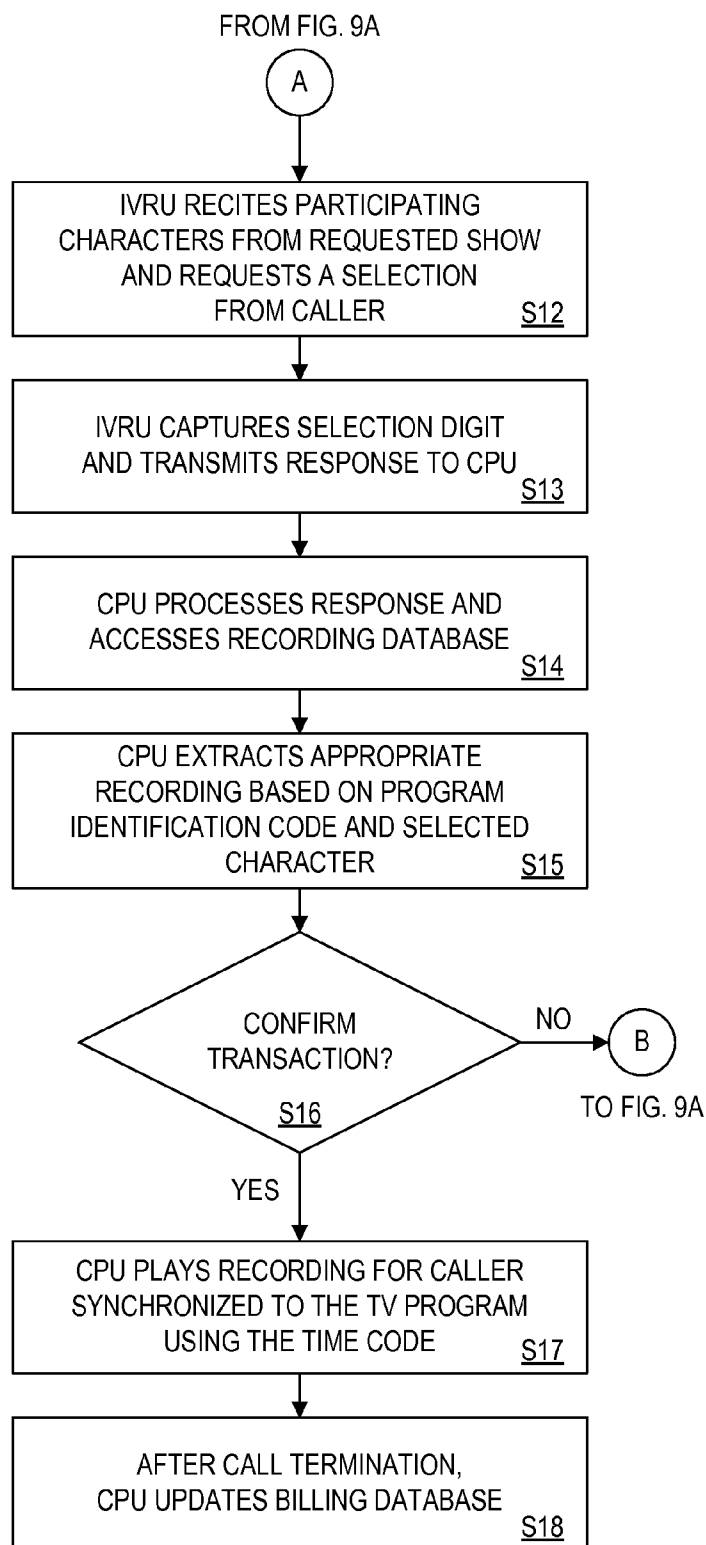 FROM FIG. 9A
A
IVRU RECITES PARTICIPATING
CHARACTERS FROM REQUESTED SHOW
AND REQUESTS A SELECTION
FROM CALLER
S12
IVRU CAPTURES SELECTION DIGIT
AND TRANSMITS RESPONSE TO CPU
S13
CPU PROCESSES RESPONSE AND
ACCESSES RECORDING DATABASE
S14
CPU EXTRACTS APPROPRIATE
RECORDING BASED ON PROGRAM
IDENTIFICATION CODE AND SELECTED
CHARACTER
S15
CONFIRM
TRANSACTION?
S16
NO
B
TO FIG. 9A
YES
CPU PLAYS RECORDING FOR CALLER
SYNCHRONIZED TO THE TV PROGRAM
USING THE TIME CODE
S17
AFTER CALL TERMINATION,
CPU UPDATES BILLING DATABASE
S18